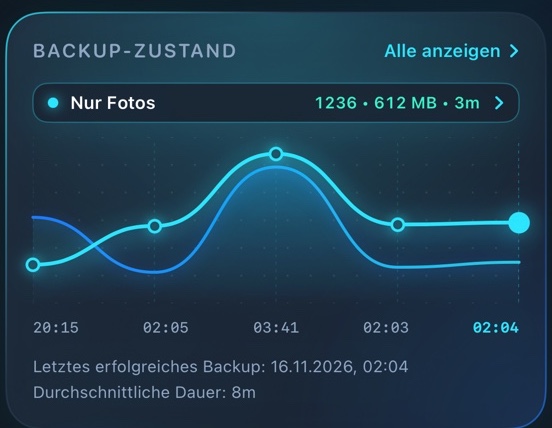 BACKUP-ZUSTAND
Alle anzeigen
Nur Fotos
1236 • 612 MB • 3m
20:15
02:05
03:41
02:03
02:04
Letztes erfolgreiches Backup: 16.11.2026, 02:04
Durchschnittliche Dauer: 8m